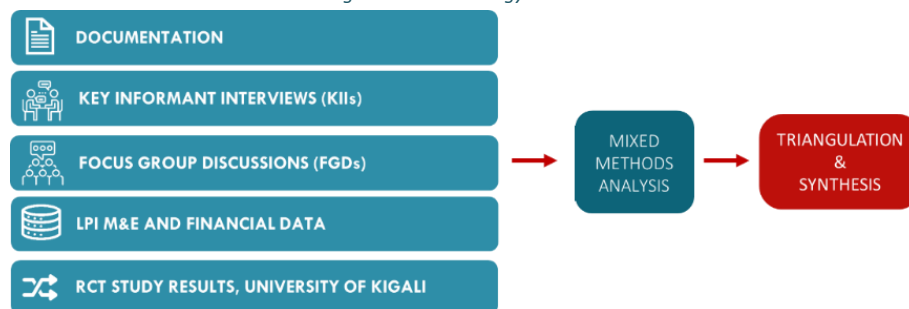 DOCUMENTATION
KEY INFORMANT INTERVIEWS (KIIs)
FOCUS GROUP DISCUSSIONS (FGDs)
LPI M&E AND FINANCIAL DATA
RCT STUDY RESULTS, UNIVERSITY OF KIGALI
MIXED
METHODS
ANALYSIS
TRIANGULATION
&
SYNTHESIS